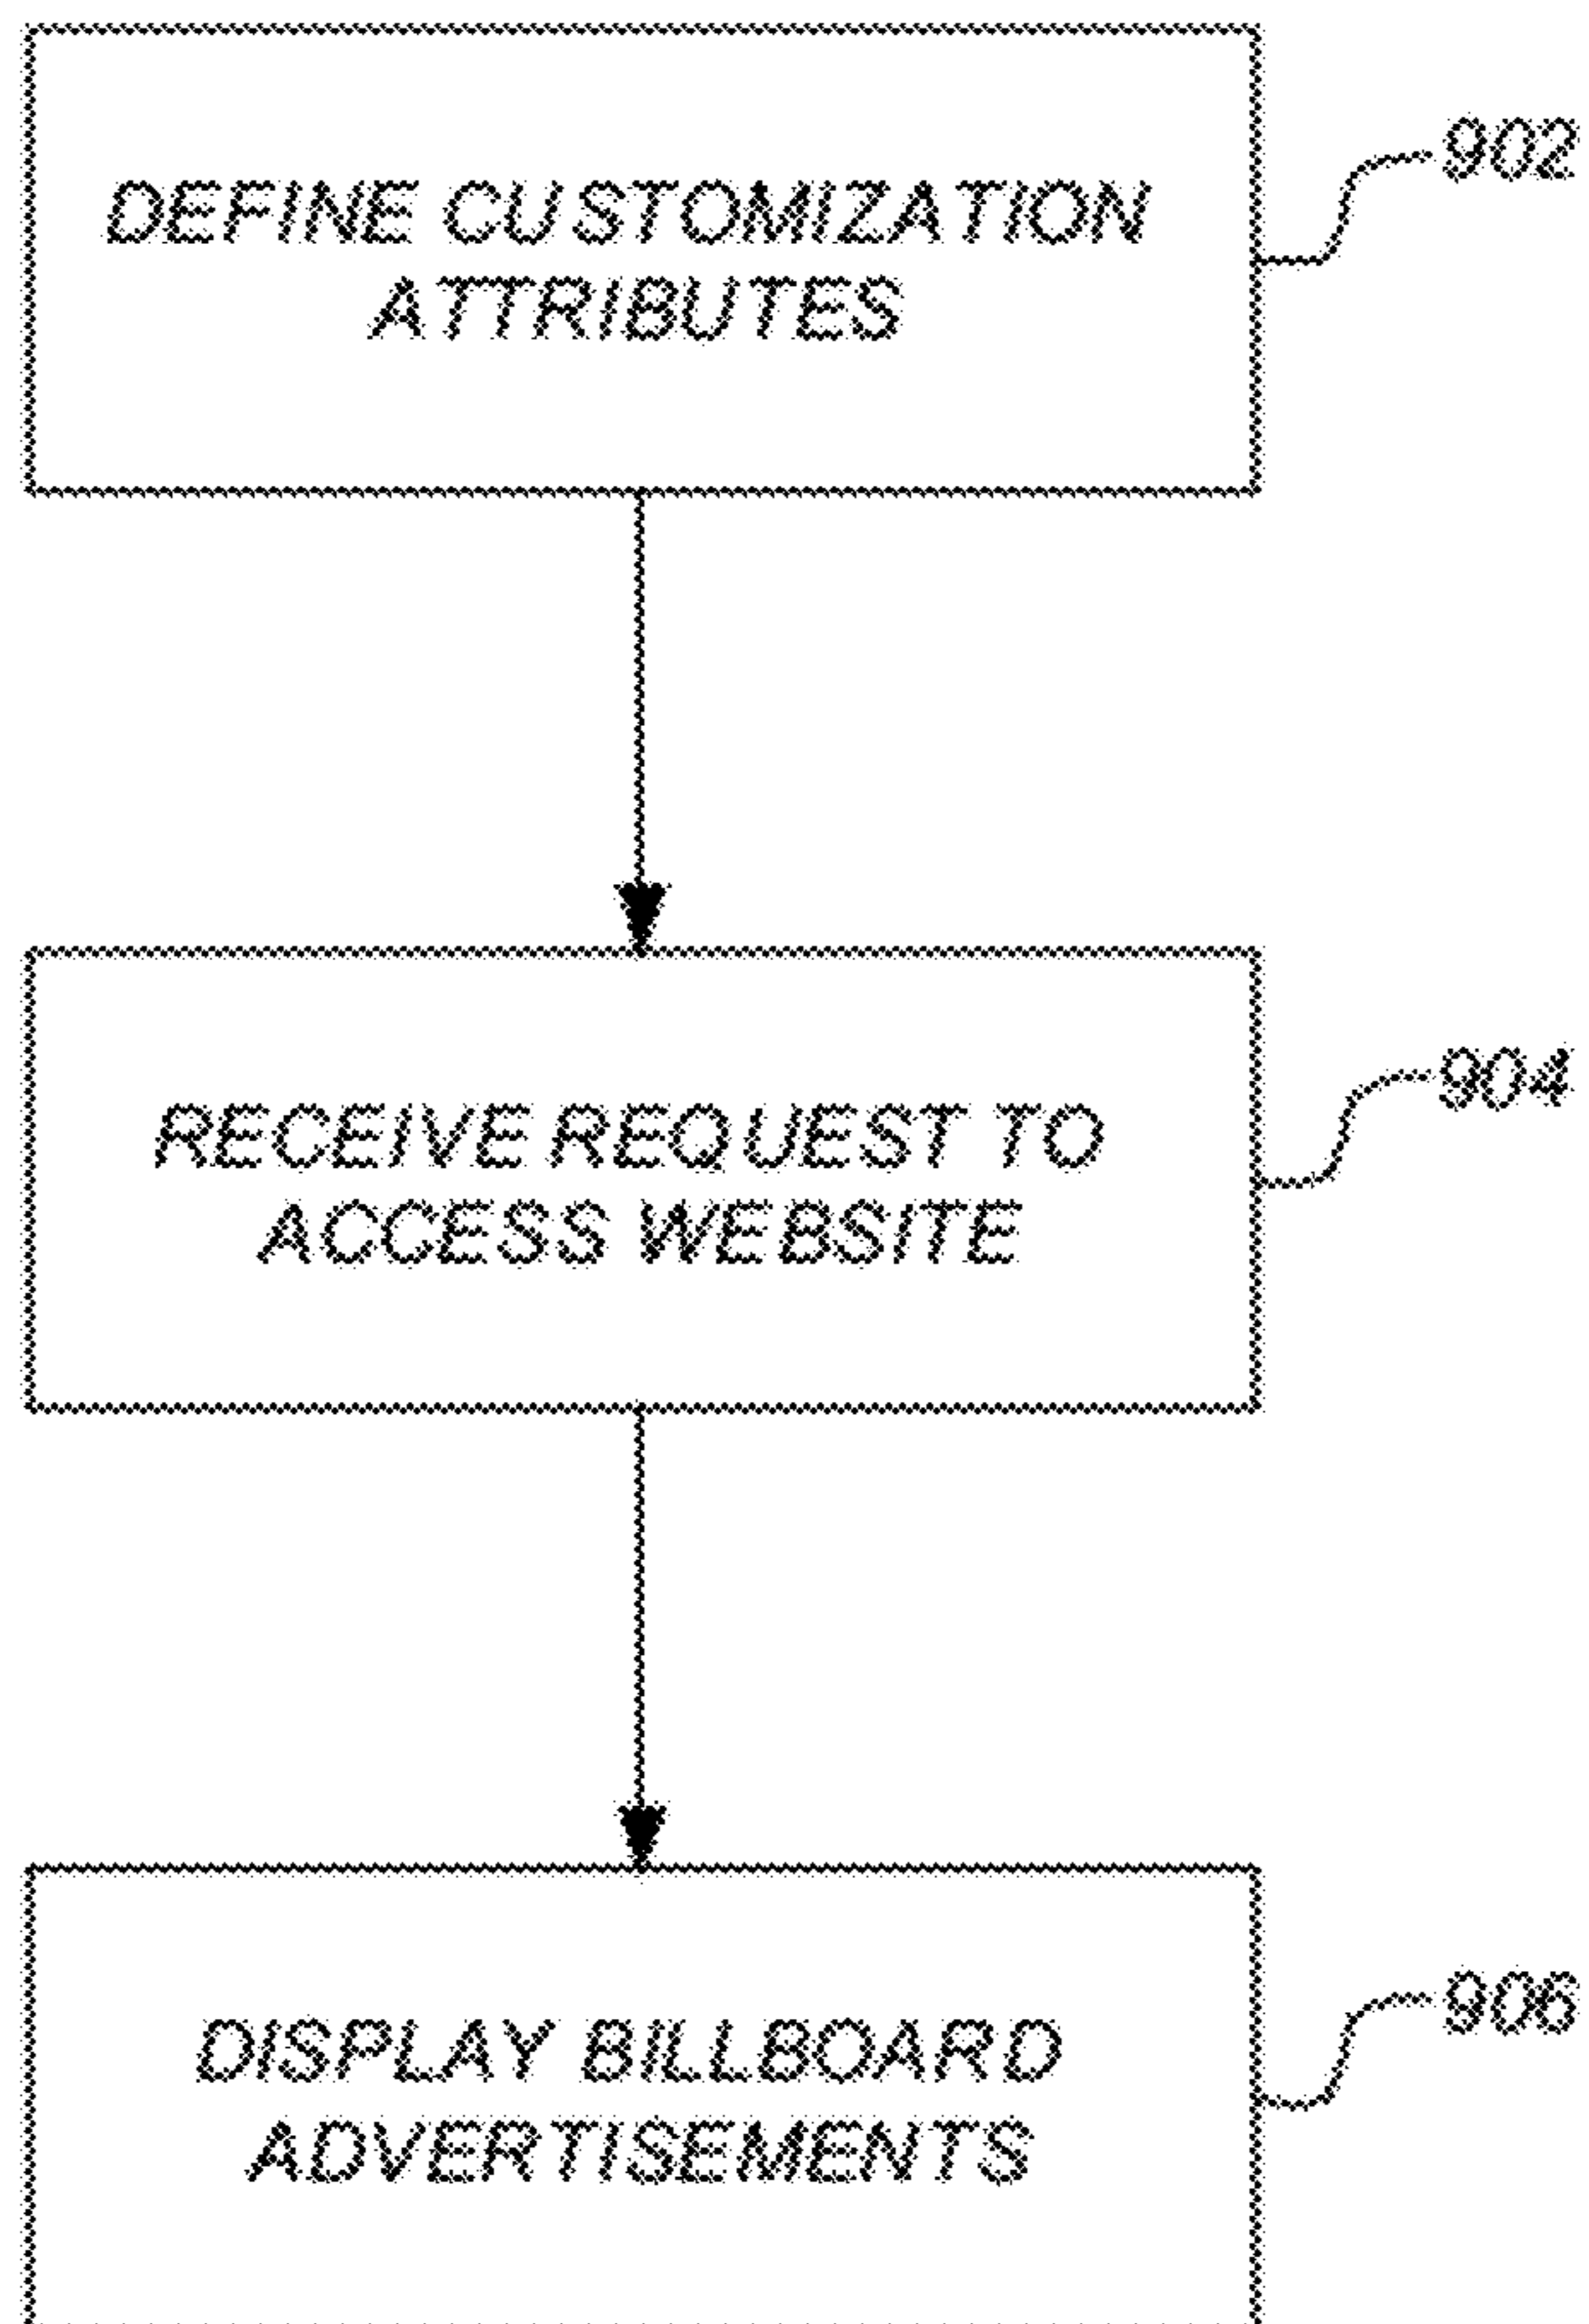 DEFINE CUSTOMIZATION
ATTRIBUTES
902
RECEIVE REQUEST TO
ACCESS WEBSITE
904
DISPLAY BILLBOARD
ADVERTISEMENTS
906